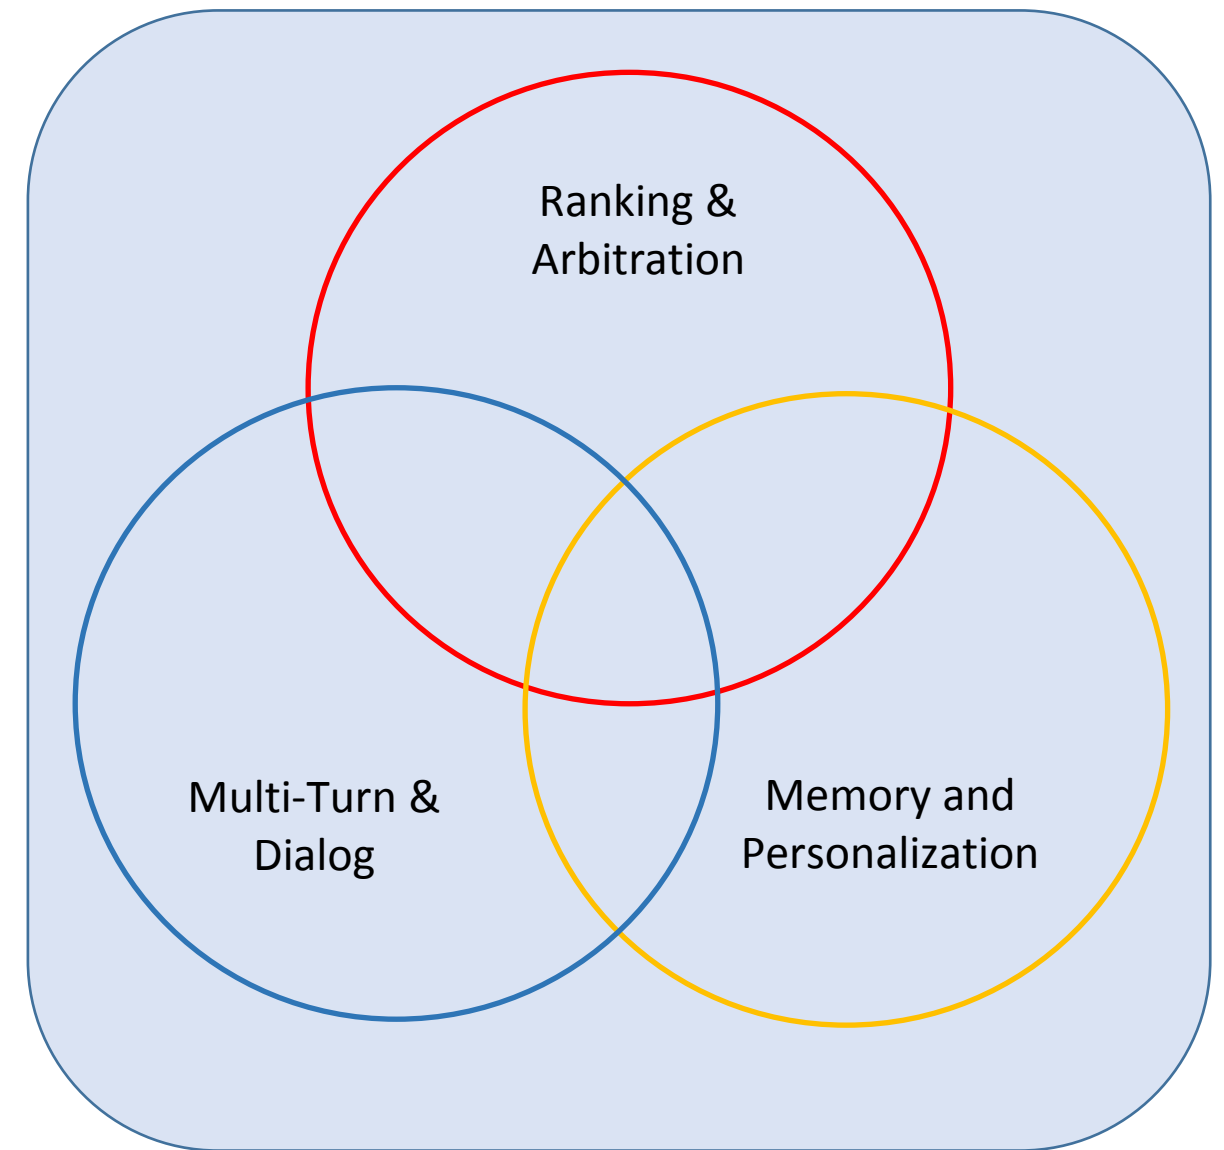 Ranking &
Arbitration
Multi-Turn &
Dialog
Memory and
Personalization